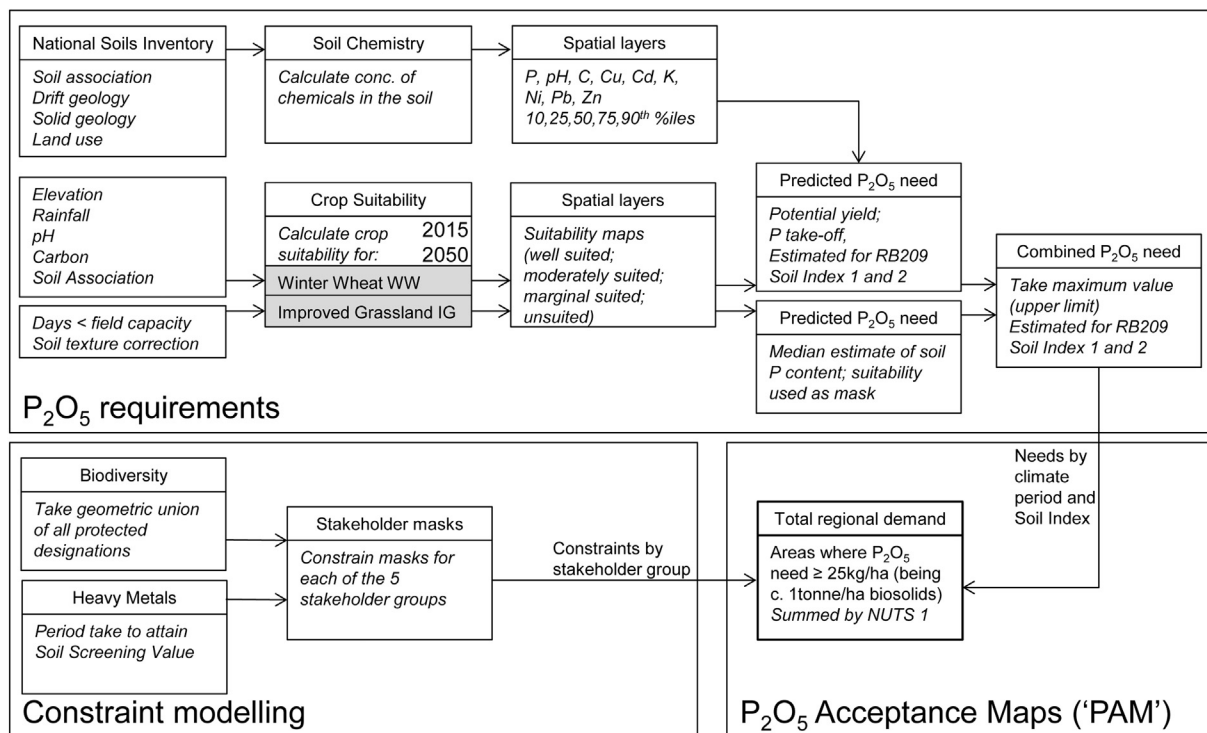 National Soils Inventory
Soil association
Drift geology
Solid geology
Land use
Soil Chemistry
Calculate conc. of
chemicals in the soil
Spatial layers
P, pH, C, Cu, Cd, K,
Ni, Pb, Zn
10,25,50,75,90th %iles
Elevation
Rainfall
pH
Carbon
Soil Association
Days < field capacity
Soil texture correction
Crop Suitability
Calculate crop 2015
suitability for: 2050
Winter Wheat WW
Improved Grassland IG
Spatial layers
Suitability maps
(well suited;
moderately suited;
marginal suited;
unsuited)
Predicted P2O5 need
Potential yield;
P take-off,
Estimated for RB209
Soil Index 1 and 2
Predicted P2O5 need
Median estimate of soil
P content; suitability
used as mask
Combined P2O5 need
Take maximum value
(upper limit)
Estimated for RB209
Soil Index 1 and 2
P2O5 requirements
Biodiversity
Take geometric union
of all protected
designations
Heavy Metals
Period take to attain
Soil Screening Value
Stakeholder masks
Constrain masks for
each of the 5
stakeholder groups
Constraints by
stakeholder group
Constraint modelling
Needs by
climate
period and
Soil Index
Total regional demand
Areas where P2O5
need ≥ 25kg/ha (being
c. 1tonne/ha biosolids)
Summed by NUTS 1
P2O5 Acceptance Maps (‘PAM’)